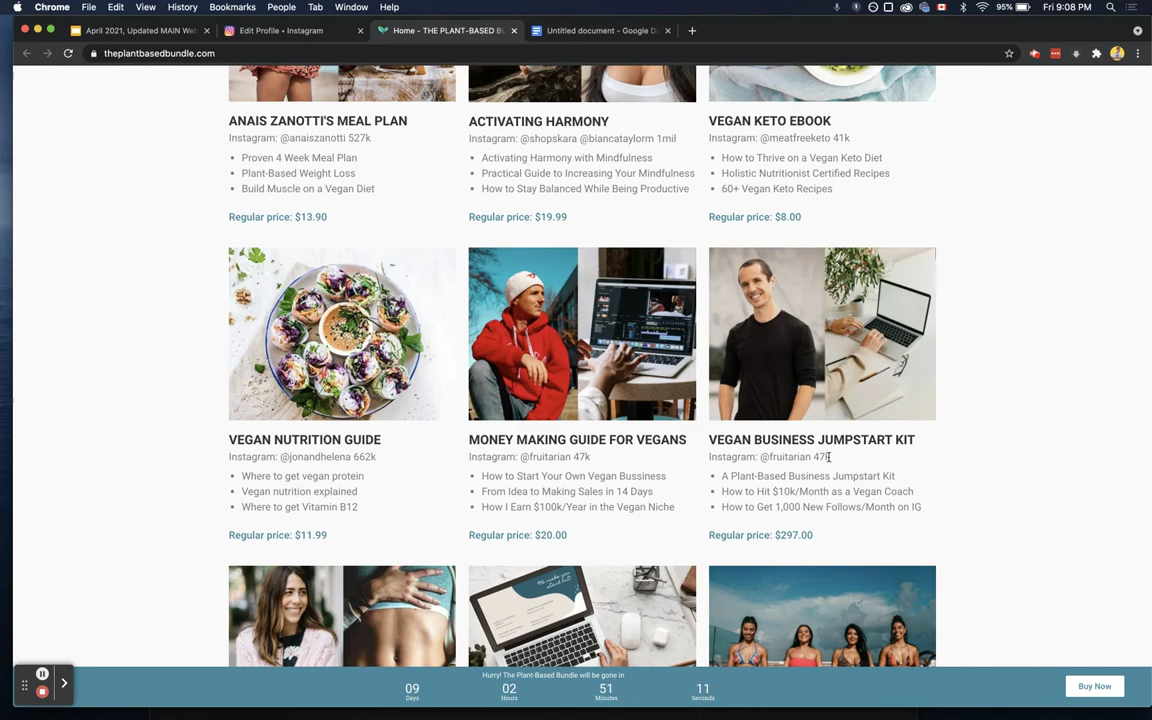 Chrome File Edit View History Bookmarks People Tab Window Help 95% Fri 9:08 PM
April 2021, Updated MAIN Web Edit Profile • Instagram Home - THE PLANT-BASED BU Untitled document - Google Do
theplantbasedbundle.com
ANAIS ZANOTTI'S MEAL PLAN
Instagram: @anaiszanotti 527k
• Proven 4 Week Meal Plan
• Plant-Based Weight Loss
• Build Muscle on a Vegan Diet
Regular price: $13.90
ACTIVATING HARMONY
Instagram: @shopskara @biancataylorm 1mil
• Activating Harmony with Mindfulness
• Practical Guide to Increasing Your Mindfulness
• How to Stay Balanced While Being Productive
Regular price: $19.99
VEGAN KETO EBOOK
Instagram: @meatfreeketo 41k
• How to Thrive on a Vegan Keto Diet
• Holistic Nutritionist Certified Recipes
• 60+ Vegan Keto Recipes
Regular price: $8.00
VEGAN NUTRITION GUIDE
Instagram: @jonandhelena 662k
• Where to get vegan protein
• Vegan nutrition explained
• Where to get Vitamin B12
Regular price: $11.99
MONEY MAKING GUIDE FOR VEGANS
Instagram: @fruitarian 47k
• How to Start Your Own Vegan Bussiness
• From Idea to Making Sales in 14 Days
• How I Earn $100k/Year in the Vegan Niche
Regular price: $20.00
VEGAN BUSINESS JUMPSTART KIT
Instagram: @fruitarian 47k
• A Plant-Based Business Jumpstart Kit
• How to Hit $10k/Month as a Vegan Coach
• How to Get 1,000 New Follows/Month on IG
Regular price: $297.00
Hurry! The Plant-Based Bundle will be gone in
09 02 51 11
Days Hours Minutes Seconds
Buy Now